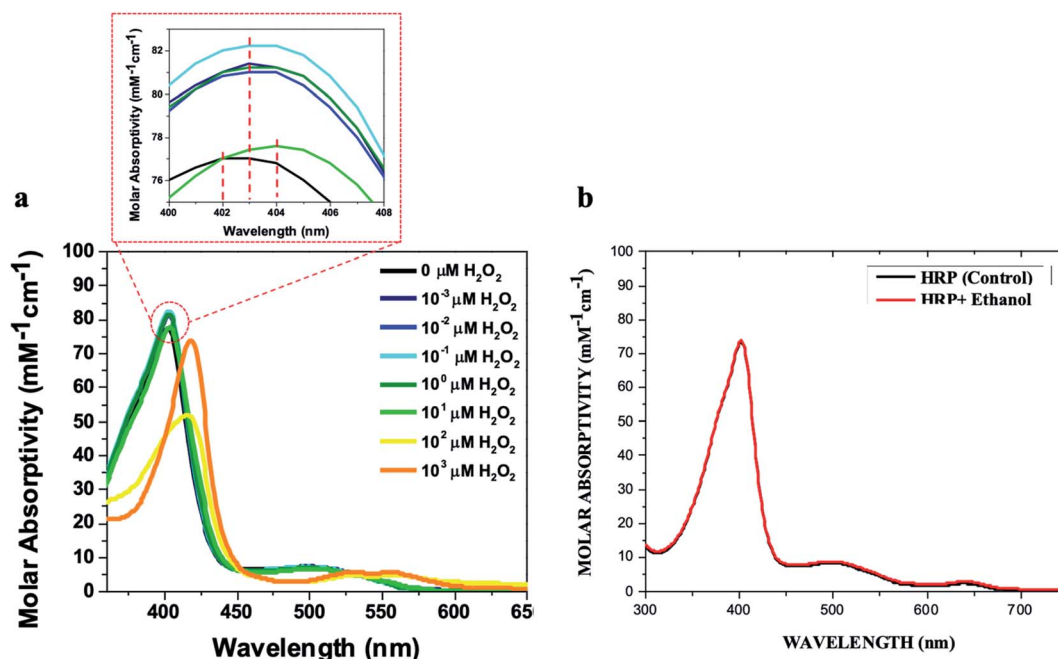 82
81
80
79
78
77
76
Molar Absorptivity (mM⁻¹cm⁻¹)
400 402 404 406 408
Wavelength (nm)
a
100
90
80
70
60
50
40
30
20
10
0
Molar Absorptivity (mM⁻¹cm⁻¹)
0 μM H₂O₂
10⁻³ μM H₂O₂
10⁻² μM H₂O₂
10⁻¹ μM H₂O₂
10⁰ μM H₂O₂
10¹ μM H₂O₂
10² μM H₂O₂
10³ μM H₂O₂
400 450 500 550 600 65
Wavelength (nm)
b
100
90
80
70
60
50
40
30
20
10
0
MOLAR ABSORPTIVITY (mM⁻¹cm⁻¹)
HRP (Control)
HRP+ Ethanol
300 400 500 600 700
WAVELENGTH (nm)